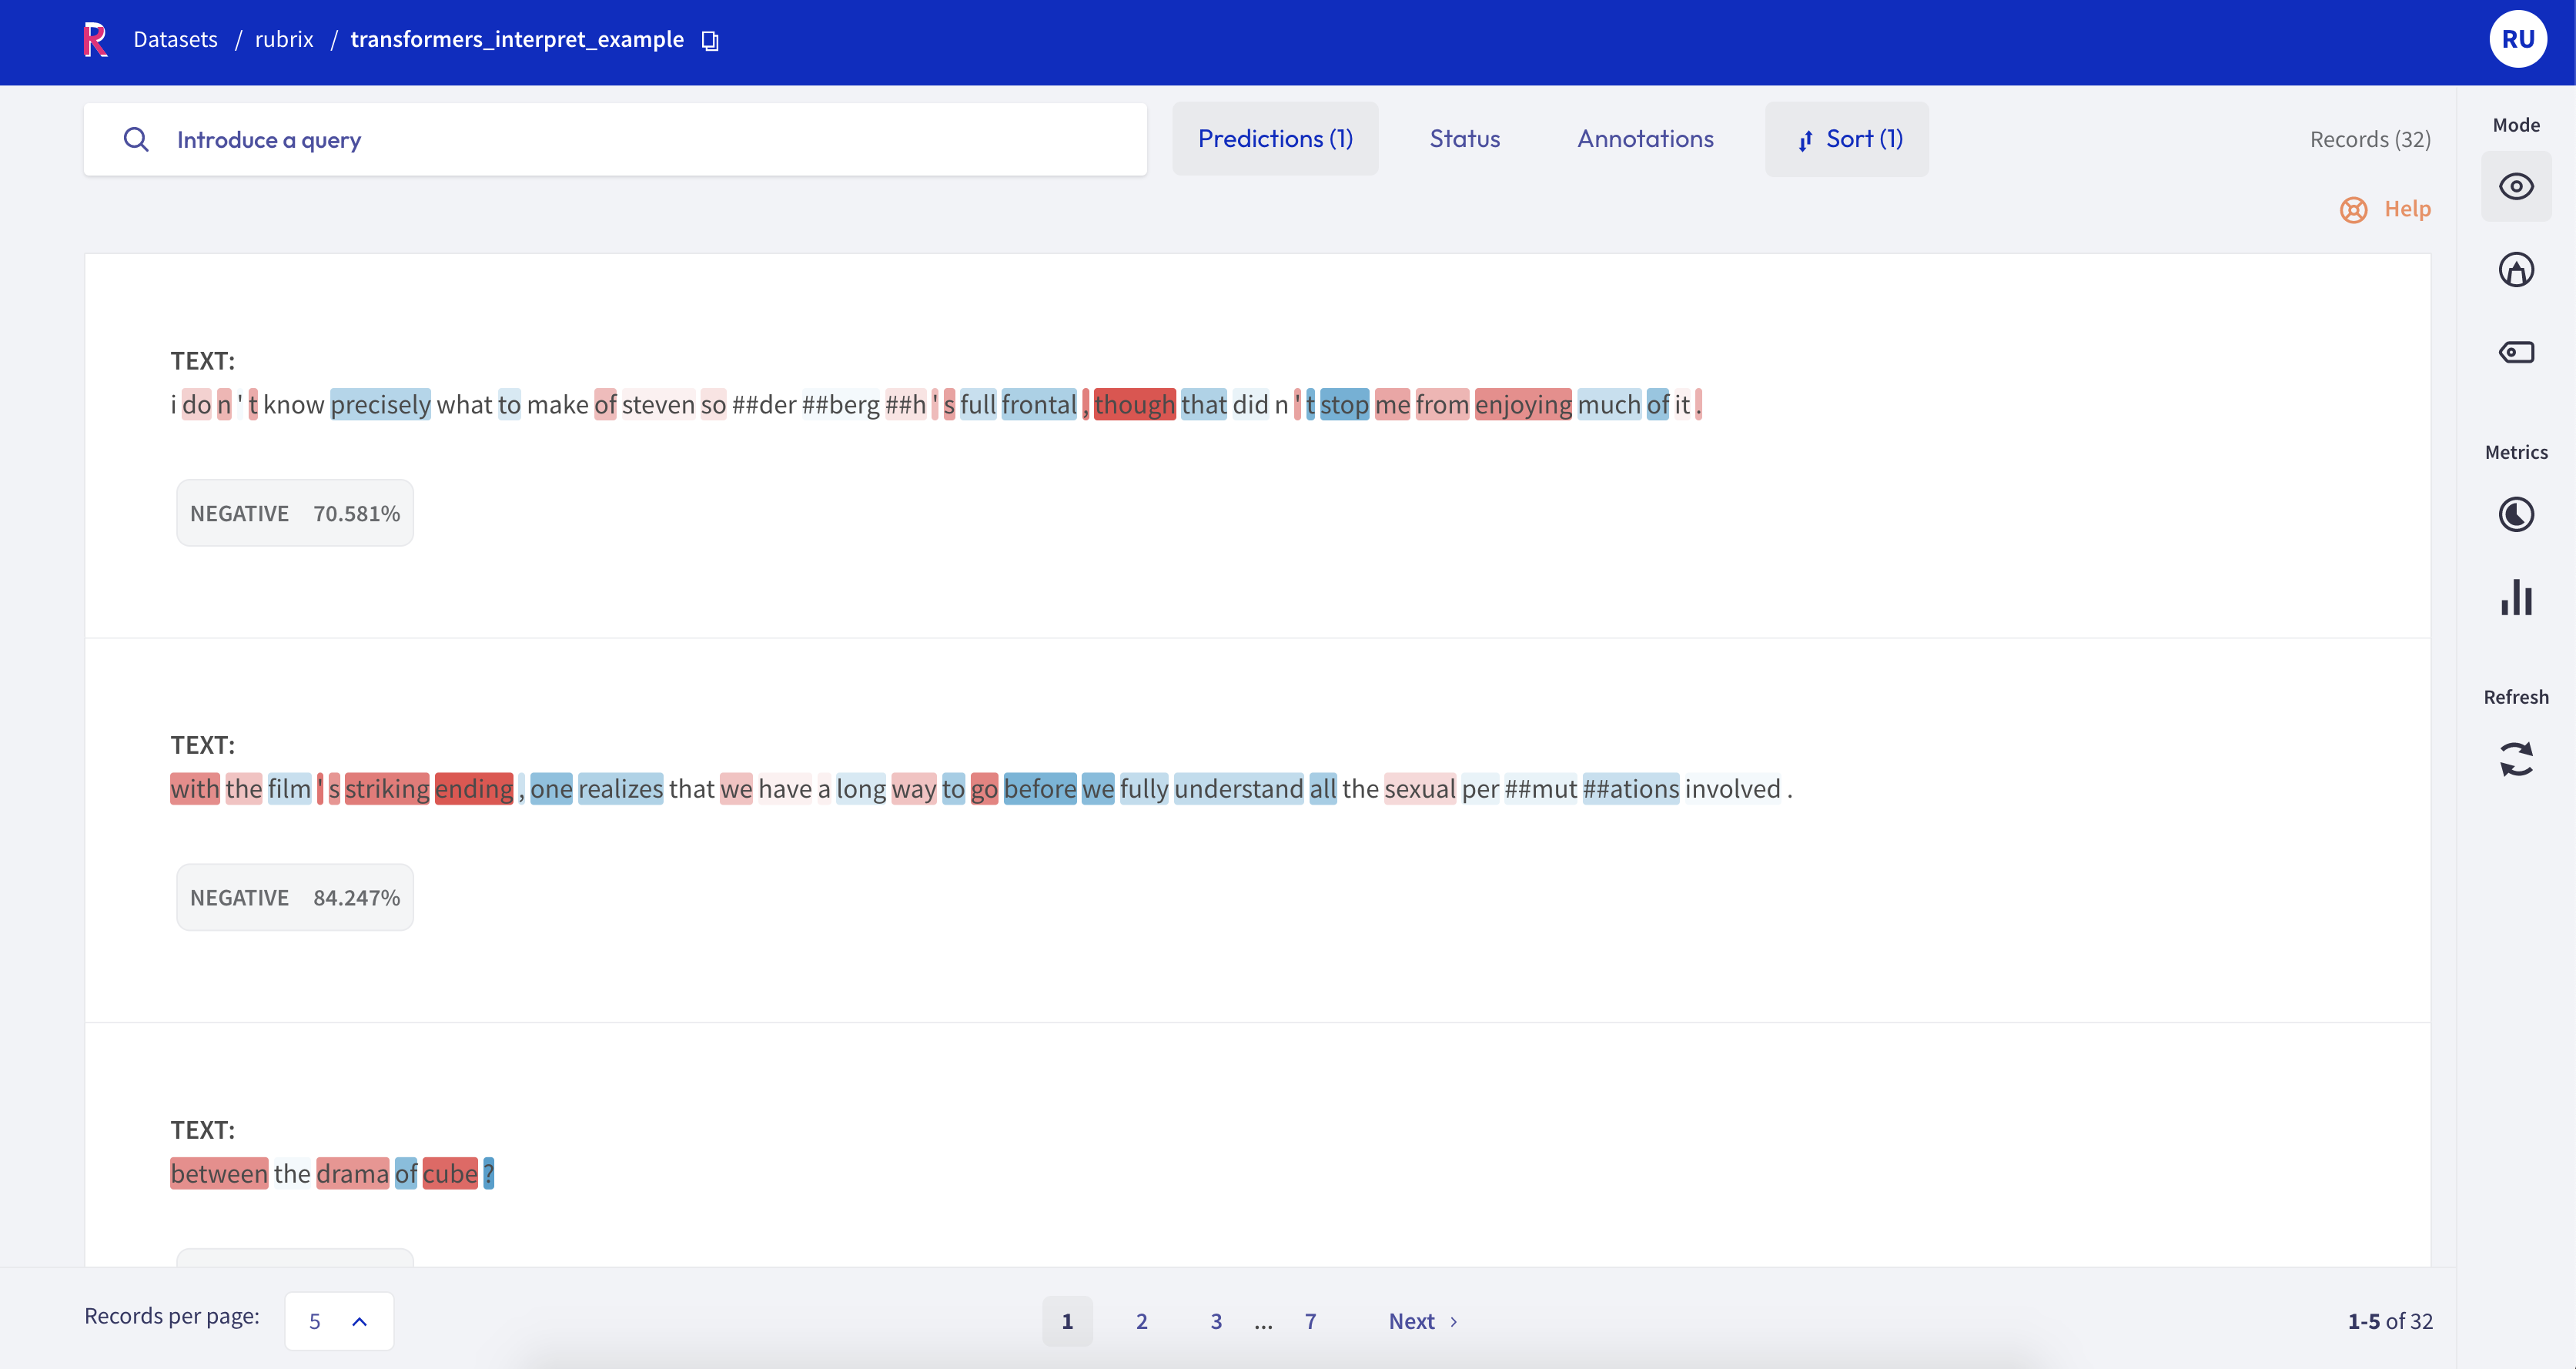 R Datasets / rubrix / transformers_interpret_example
RU
Introduce a query
Predictions (1)
Status
Annotations
Sort (1)
Records (32)
Help
Mode
Metrics
Refresh
TEXT:
i do n ' t know precisely what to make of steven so ##der ##berg ##h ' s full frontal , though that did n ' t stop me from enjoying much of it .
NEGATIVE 70.581%
TEXT:
with the film ' s striking ending , one realizes that we have a long way to go before we fully understand all the sexual per ##mut ##ations involved .
NEGATIVE 84.247%
TEXT:
between the drama of cube ?
Records per page: 5
1 2 3 ... 7 Next >
1-5 of 32